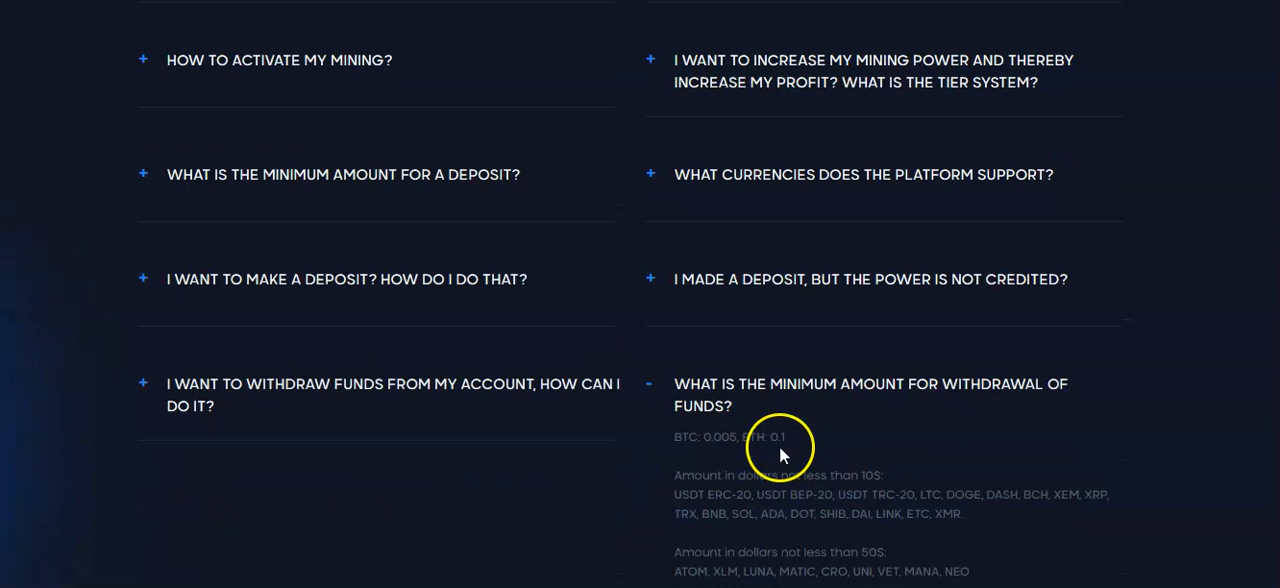 + HOW TO ACTIVATE MY MINING?
+ I WANT TO INCREASE MY MINING POWER AND THEREBY
INCREASE MY PROFIT? WHAT IS THE TIER SYSTEM?
+ WHAT IS THE MINIMUM AMOUNT FOR A DEPOSIT?
+ WHAT CURRENCIES DOES THE PLATFORM SUPPORT?
+ I WANT TO MAKE A DEPOSIT? HOW DO I DO THAT?
+ I MADE A DEPOSIT, BUT THE POWER IS NOT CREDITED?
+ I WANT TO WITHDRAW FUNDS FROM MY ACCOUNT, HOW CAN I
DO IT?
- WHAT IS THE MINIMUM AMOUNT FOR WITHDRAWAL OF
FUNDS?
BTC: 0.005, ETH: 0.1
Amount in dollars not less than 10$:
USDT ERC-20, USDT BEP-20, USDT TRC-20, LTC, DOGE, DASH, BCH, XEM, XRP,
TRX, BNB, SOL, ADA, DOT, SHIB, DAI, LINK, ETC, XMR.
Amount in dollars not less than 50$:
ATOM, XLM, LUNA, MATIC, CRO, UNI, VET, MANA, NEO